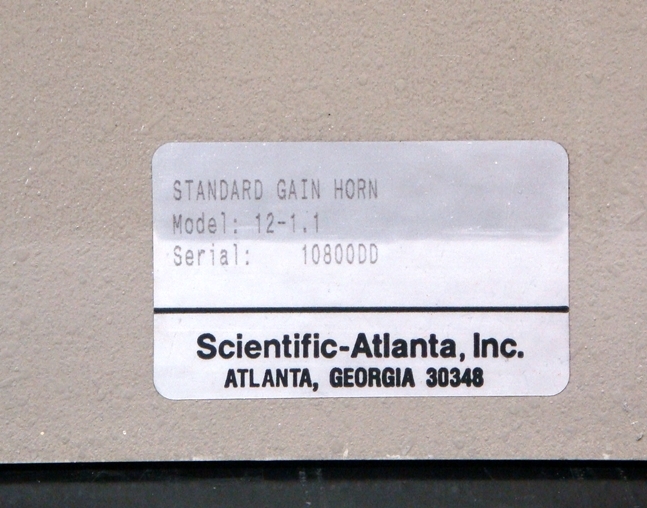 STANDARD GAIN HORN
Model: 12-1.1
Serial: 10800DD
Scientific-Atlanta, Inc.
ATLANTA, GEORGIA 30348